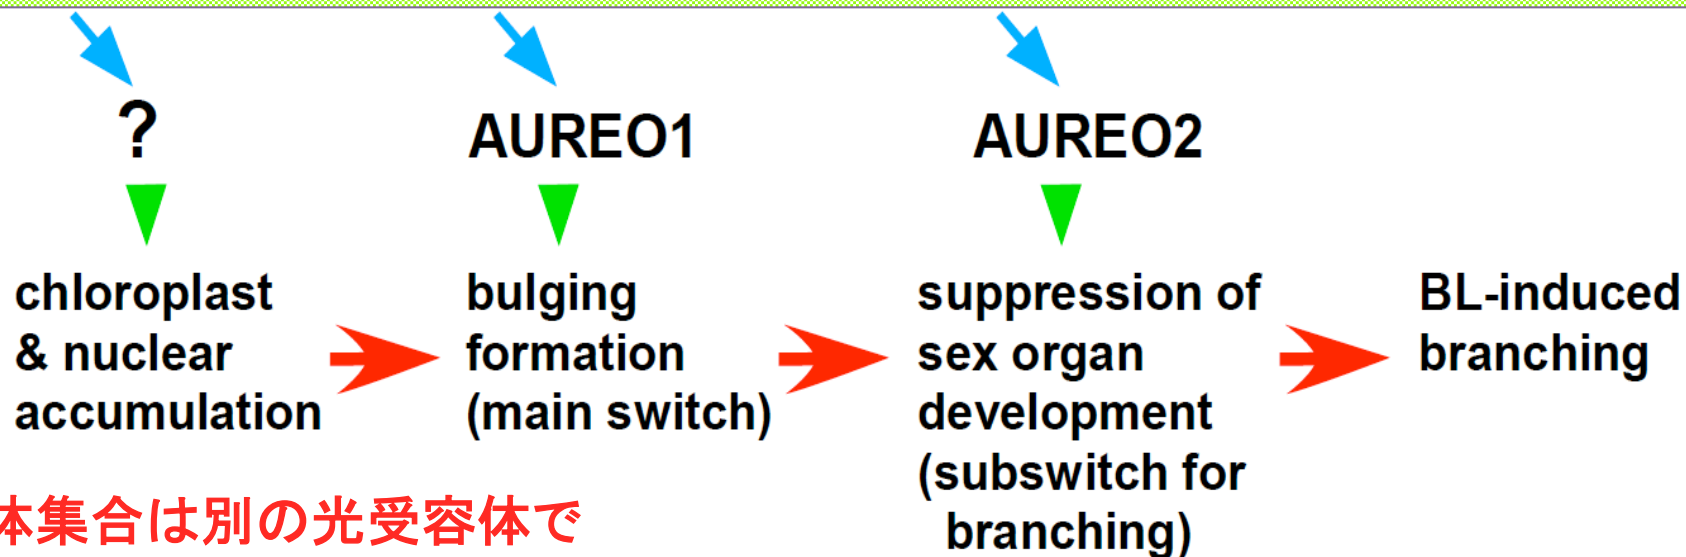 ?
AUREO1
AUREO2
chloroplast
& nuclear
accumulation
bulging
formation
(main switch)
suppression of
sex organ
development
(subswitch for
branching)
BL-induced
branching
体集合は別の光受容体で